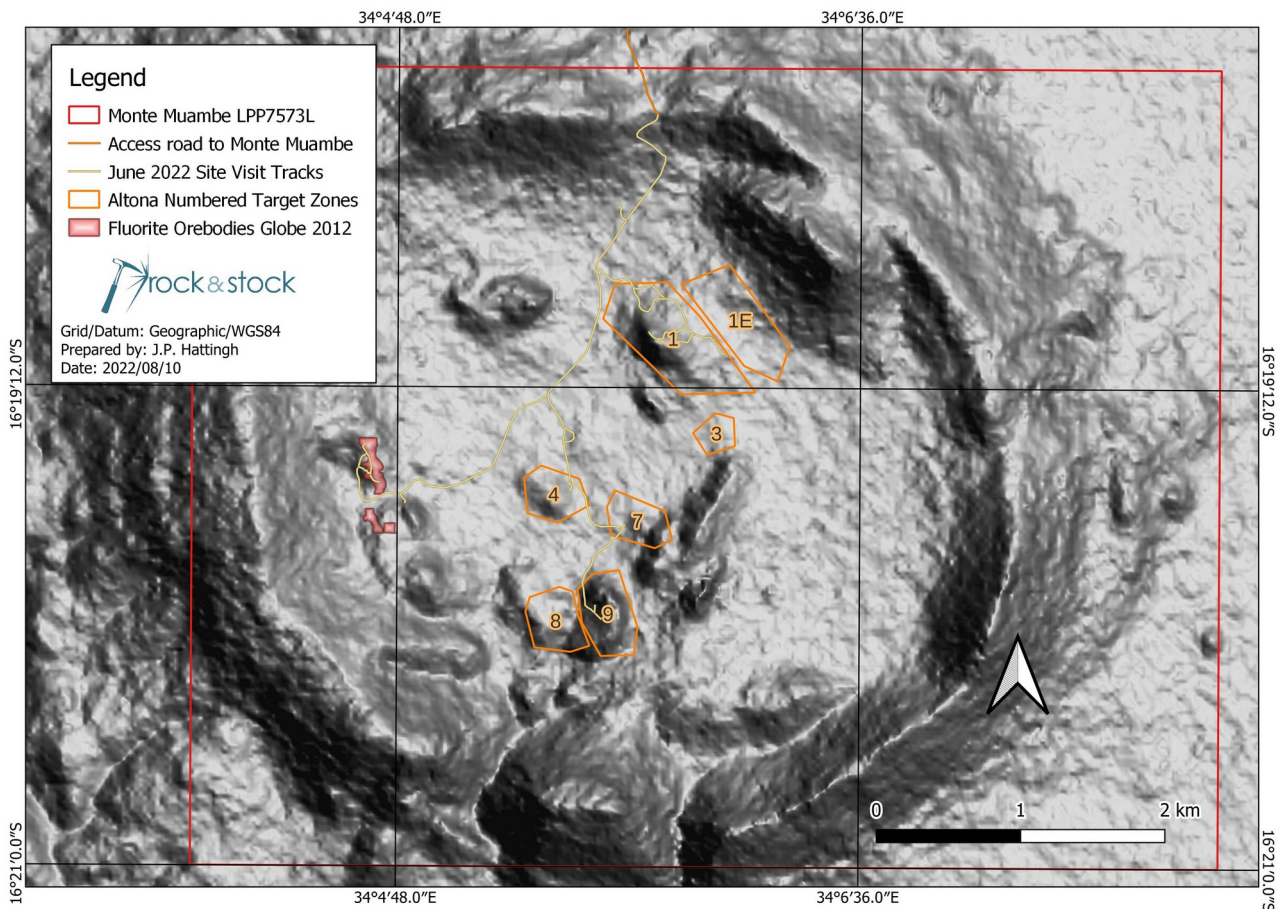 34°4'48.0"E
34°6'36.0"E
Legend
Monte Muambe LPP7573L
Access road to Monte Muambe
June 2022 Site Visit Tracks
Altona Numbered Target Zones
Fluorite Orebodies Globe 2012
rock&stock
Grid/Datum: Geographic/WGS84
Prepared by: J.P. Hattingh
Date: 2022/08/10
1E
1
16°19'12.0"S
16°19'12.0"S
3
4
7
8
9
0
1
2 km
16°21'0.0"S
16°21'0.0"S
34°4'48.0"E
34°6'36.0"E